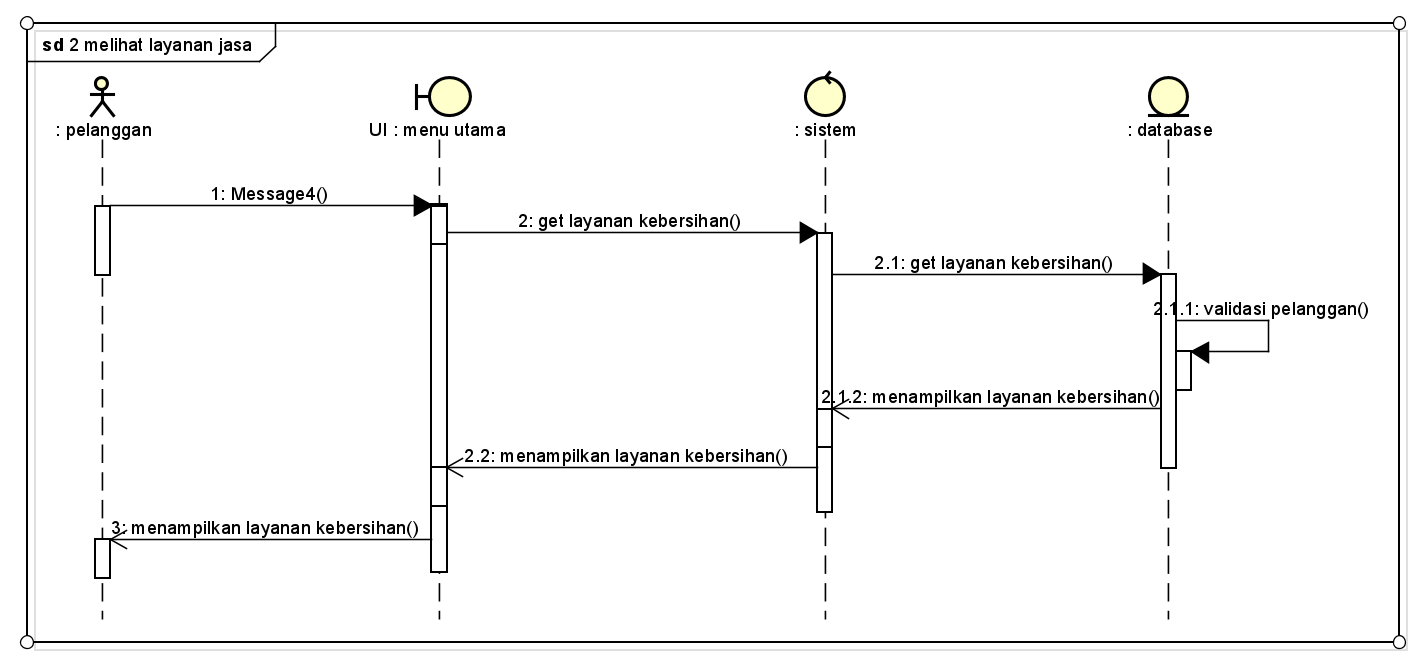 sd 2 melihat layanan jasa
: pelanggan
UI : menu utama
: sistem
: database
1: Message4()
2: get layanan kebersihan()
2.1: get layanan kebersihan()
2.1.1: validasi pelanggan()
2.1.2: menampilkan layanan kebersihan()
2.2: menampilkan layanan kebersihan()
3: menampilkan layanan kebersihan()